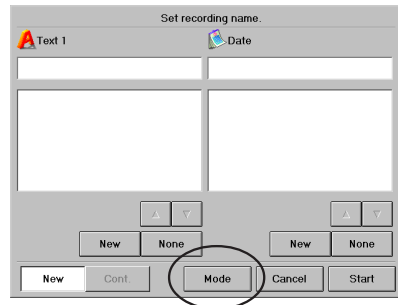 Set recording name.
Text 1 Date
New None New None
New Cont. Mode Cancel Start